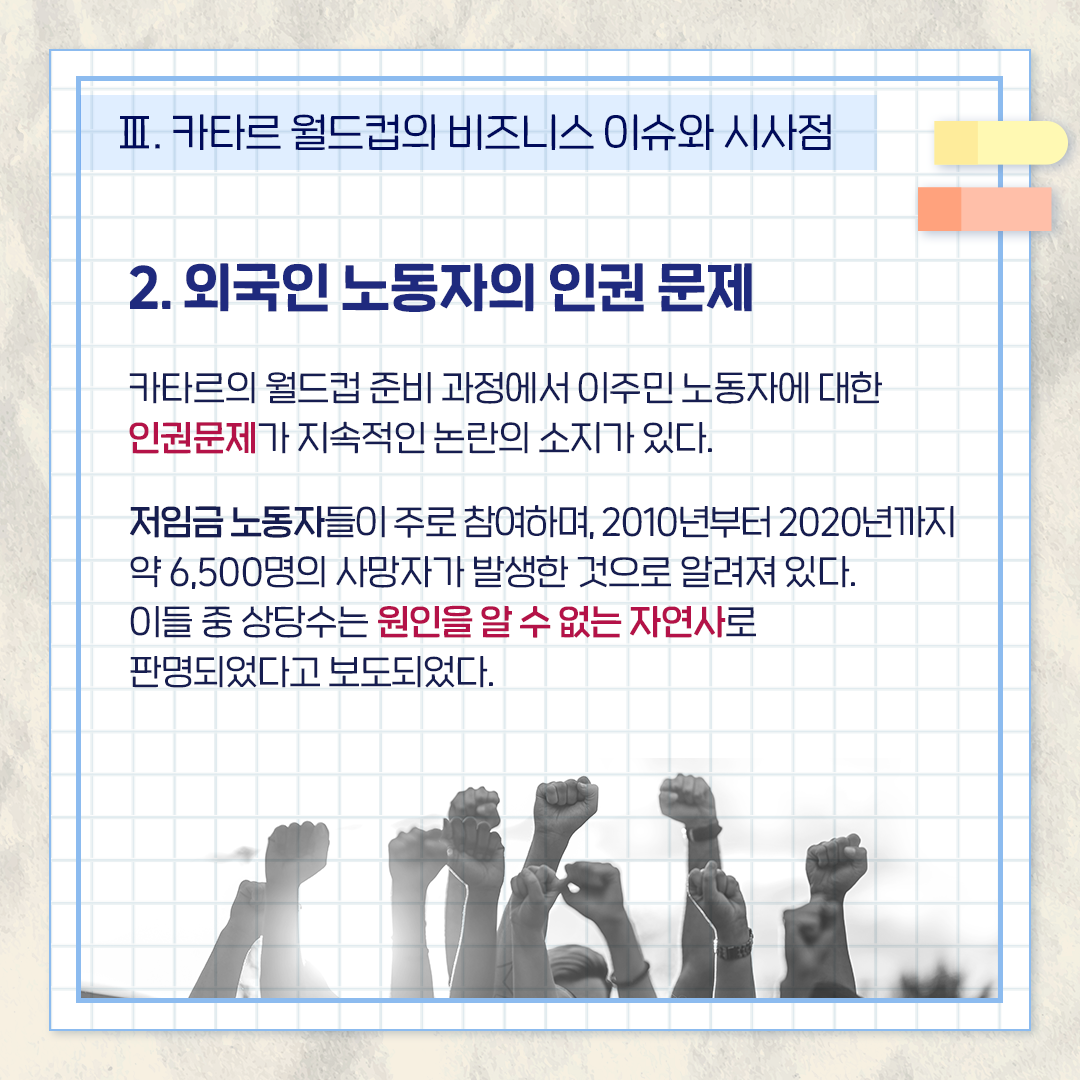 Ⅲ. 카타르 월드컵의 비즈니스 이슈와 시사점
2. 외국인 노동자의 인권 문제
카타르의 월드컵 준비 과정에서 이주민 노동자에 대한
인권문제가 지속적인 논란의 소지가 있다.
저임금 노동자들이 주로 참여하며, 2010년부터 2020년까지
약 6,500명의 사망자가 발생한 것으로 알려져 있다.
이들 중 상당수는 원인을 알 수 없는 자연사로
판명되었다고 보도되었다.